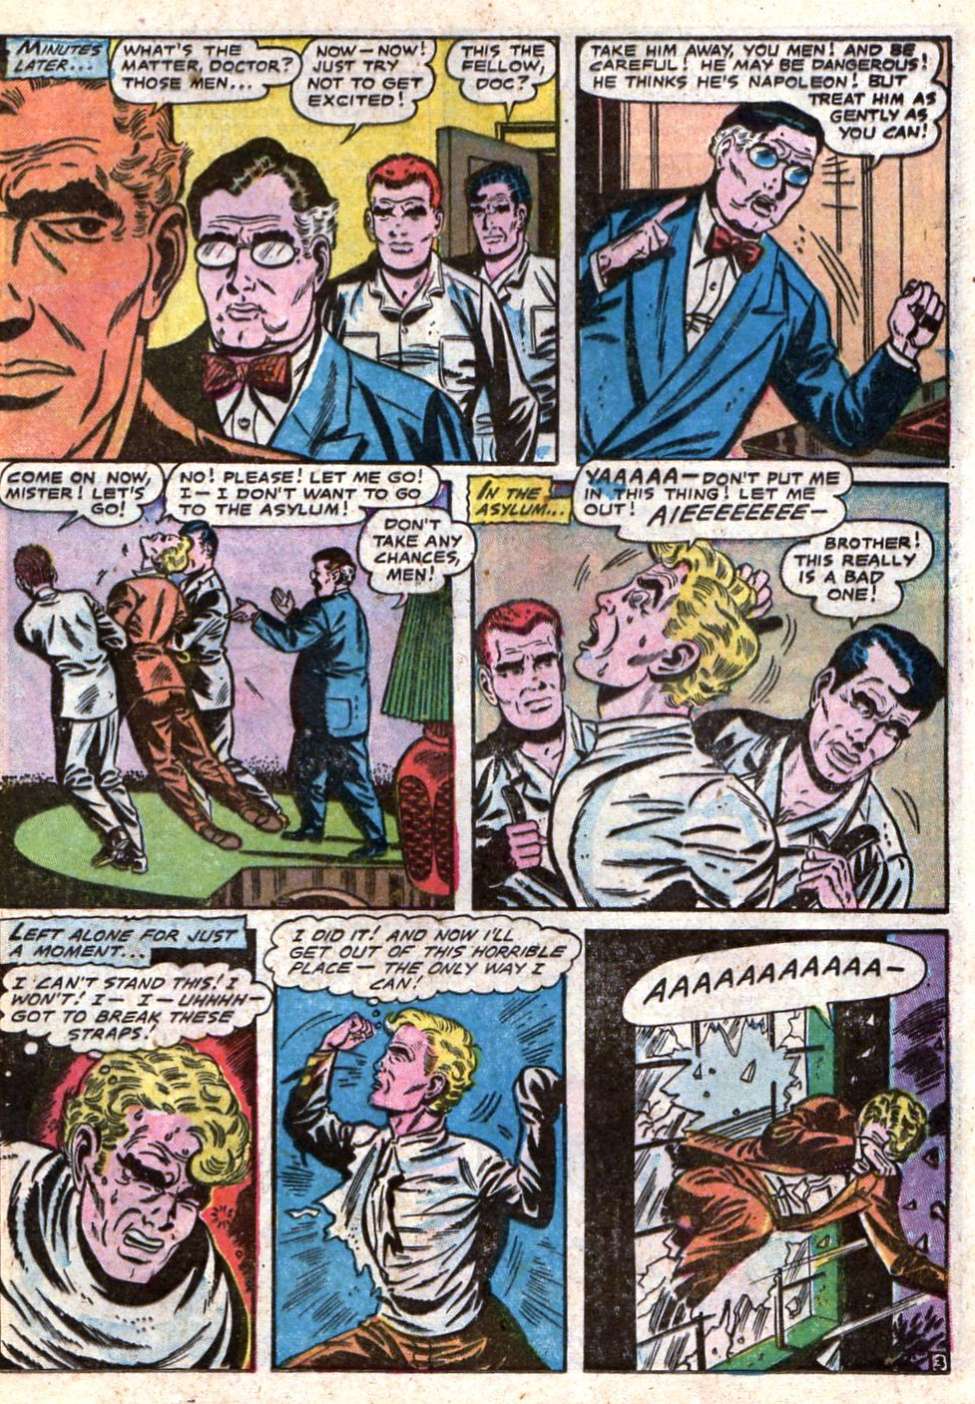 MINUTES
LATER...
WHAT'S THE
MATTER, DOCTOR?
THOSE MEN...
NOW-NOW!
JUST TRY
NOT TO GET
EXCITED!
THIS THE
FELLOW,
DOC?
TAKE HIM AWAY, YOU MEN! AND BE
CAREFUL! HE MAY BE DANGEROUS!
HE THINKS HE'S NAPOLEON! BUT
TREAT HIM AS
GENTLY AS
YOU CAN!
COME ON NOW,
MISTER! LET'S
GO!
NO! PLEASE! LET ME GO!
I-I DON'T WANT TO GO
TO THE ASYLUM!
DON'T
TAKE ANY
CHANCES,
MEN!
IN THE
ASYLUM...
YAAAAA-DON'T PUT ME
IN THIS THING! LET ME
OUT! AIEEEEEEEEE-
BROTHER!
THIS REALLY
IS A BAD
ONE!
LEFT ALONE FOR JUST
A MOMENT...
I CAN'T STAND THIS! I
WON'T! I-I-UHHHH-
GOT TO BREAK THESE
STRAPS!
I DID IT! AND NOW I'LL
GET OUT OF THIS HORRIBLE
PLACE-THE ONLY WAY I
CAN!
AAAAAAAAAAA-
3